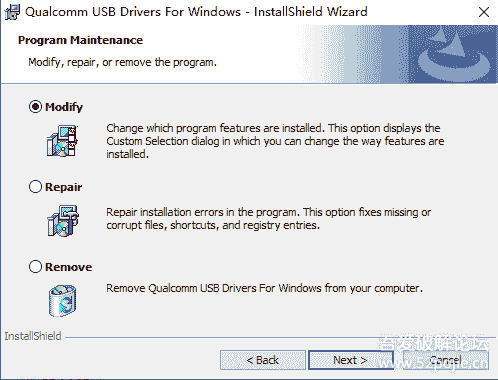 Qualcomm USB Drivers For Windows - InstallShield Wizard
Program Maintenance
Modify, repair, or remove the program.
Modify
Change which program features are installed. This option displays the
Custom Selection dialog in which you can change the way features are
installed.
Repair
Repair installation errors in the program. This option fixes missing or
corrupt files, shortcuts, and registry entries.
Remove
Remove Qualcomm USB Drivers For Windows from your computer.
InstallShield
吾爱破解论坛
< Back Next > Cancel
www.52pojie.cn